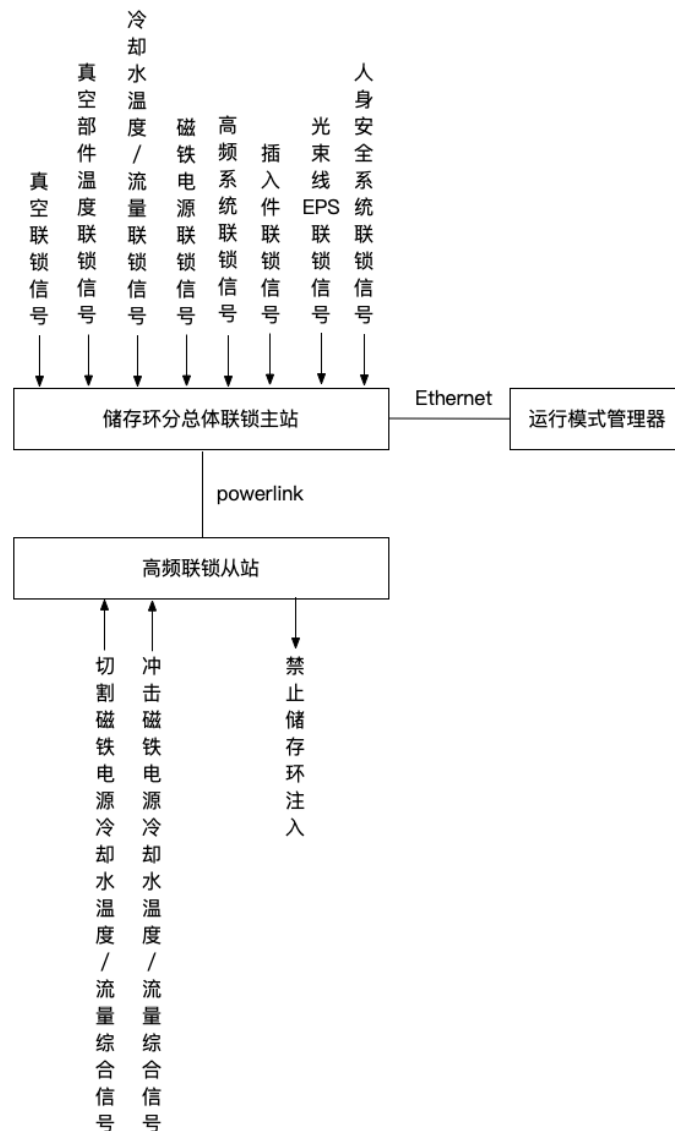 真空联锁信号
真空部件温度联锁信号
冷却水温度/流量联锁信号
磁铁电源联锁信号
高频系统联锁信号
插入件联锁信号
光束线EPS联锁信号
人身安全系统联锁信号
储存环分总体联锁主站
Ethernet
运行模式管理器
powerlink
高频联锁从站
切割磁铁电源冷却水温度/流量综合信号
冲击磁铁电源冷却水温度/流量综合信号
禁止储存环注入